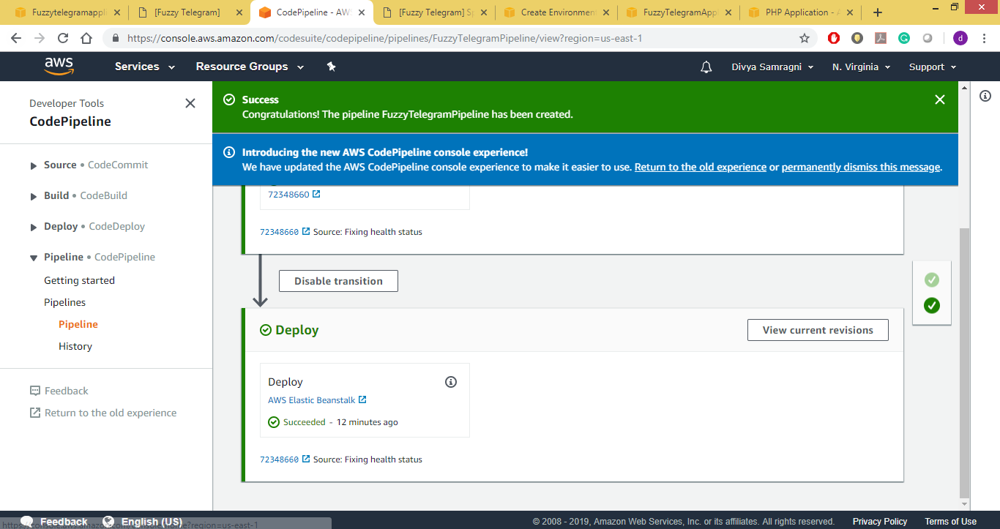 Fuzzytelegramappli
[Fuzzy Telegram]
CodePipeline - AWS
[Fuzzy Telegram] Sp
Create Environment
FuzzyTelegramAppl
PHP Application - A
https://console.aws.amazon.com/codesuite/codepipeline/pipelines/FuzzyTelegramPipeline/view?region=us-east-1
d
aws
Services
Resource Groups
Divya Samragni
N. Virginia
Support
Developer Tools
CodePipeline
Source • CodeCommit
Build • CodeBuild
Deploy • CodeDeploy
Pipeline • CodePipeline
Getting started
Pipelines
Pipeline
History
Feedback
Return to the old experience
Success
Congratulations! The pipeline FuzzyTelegramPipeline has been created.
Introducing the new AWS CodePipeline console experience!
We have updated the AWS CodePipeline console experience to make it easier to use. Return to the old experience or permanently dismiss this message.
72348660
72348660 Source: Fixing health status
Disable transition
Deploy
View current revisions
Deploy
AWS Elastic Beanstalk
Succeeded - 12 minutes ago
72348660 Source: Fixing health status
Feedback
English (US)
© 2008 - 2019, Amazon Web Services, Inc. or its affiliates. All rights reserved.
Privacy Policy
Terms of Use